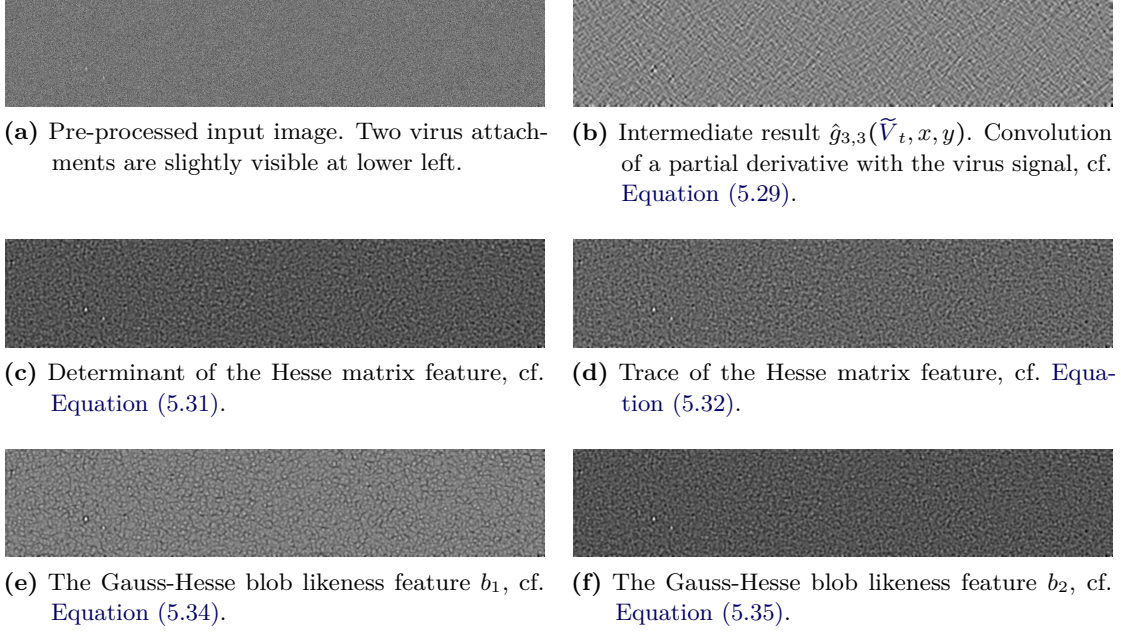 (a) Pre-processed input image. Two virus attach-
ments are slightly visible at lower left.
(b) Intermediate result ĝ3,3(Ṽt, x, y). Convolution
of a partial derivative with the virus signal, cf.
Equation (5.29).
(c) Determinant of the Hesse matrix feature, cf.
Equation (5.31).
(d) Trace of the Hesse matrix feature, cf. Equa-
tion (5.32).
(e) The Gauss-Hesse blob likeness feature b1, cf.
Equation (5.34).
(f) The Gauss-Hesse blob likeness feature b2, cf.
Equation (5.35).